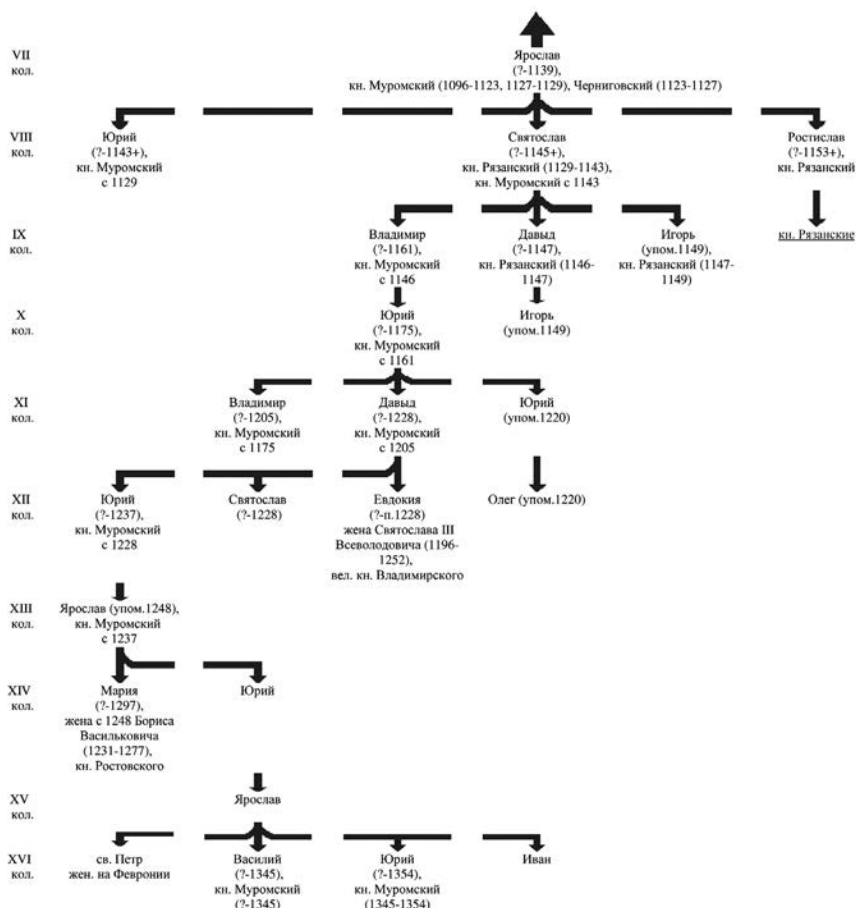 VII
кол.
Ярослав
(?-1139),
кн. Муромский (1096-1123, 1127-1129), Черниговский (1123-1127)
VIII
кол.
Юрий
(?-1143+),
кн. Муромский
с 1129
Святослав
(?-1145+),
кн. Рязанский (1129-1143),
кн. Муромский с 1143
Ростислав
(?-1153+),
кн. Рязанский
IX
кол.
Владимир
(?-1161),
кн. Муромский
с 1146
Давыд
(?-1147),
кн. Рязанский (1146-
1147)
Игорь
(упом.1149),
кн. Рязанский (1147-
1149)
кн. Рязанские
X
кол.
Юрий
(?-1175),
кн. Муромский
с 1161
Игорь
(упом.1149)
XI
кол.
Владимир
(?-1205),
кн. Муромский
с 1175
Давыд
(?-1228),
кн. Муромский
с 1205
Юрий
(упом.1220)
XII
кол.
Юрий
(?-1237),
кн. Муромский
с 1228
Святослав
(?-1228)
Евдокия
(?-п.1228)
жена Святослава III
Всеволодовича (1196-
1252),
вел. кн. Владимирского
Олег (упом.1220)
XIII
кол.
Ярослав (упом.1248),
кн. Муромский
с 1237
XIV
кол.
Мария
(?-1297),
жена с 1248 Бориса
Васильковича
(1231-1277),
кн. Ростовского
Юрий
XV
кол.
Ярослав
XVI
кол.
св. Петр
жен. на Февронии
Василий
(?-1345),
кн. Муромский
(?-1345)
Юрий
(?-1354),
кн. Муромский
(1345-1354)
Иван